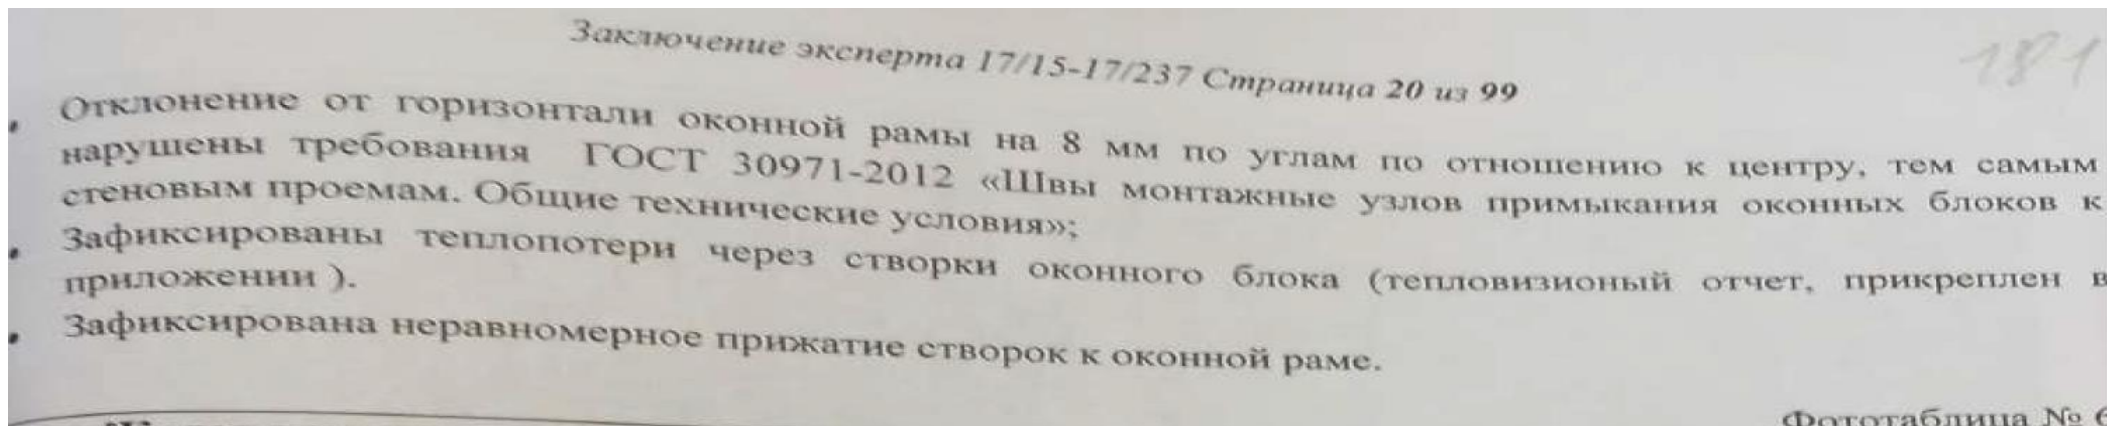 Заключение эксперта 17/15-17/237 Страница 20 из 99
181
• Отклонение от горизонтали оконной рамы на 8 мм по углам по отношению к центру, тем самым
нарушены требования ГОСТ 30971-2012 «Швы монтажные узлов примыкания оконных блоков к
стеновым проемам. Общие технические условия»;
• Зафиксированы теплопотери через створки оконного блока (тепловизионый отчет, прикреплен в
приложении ).
• Зафиксирована неравномерное прижатие створок к оконной раме.
Фототаблица № 6